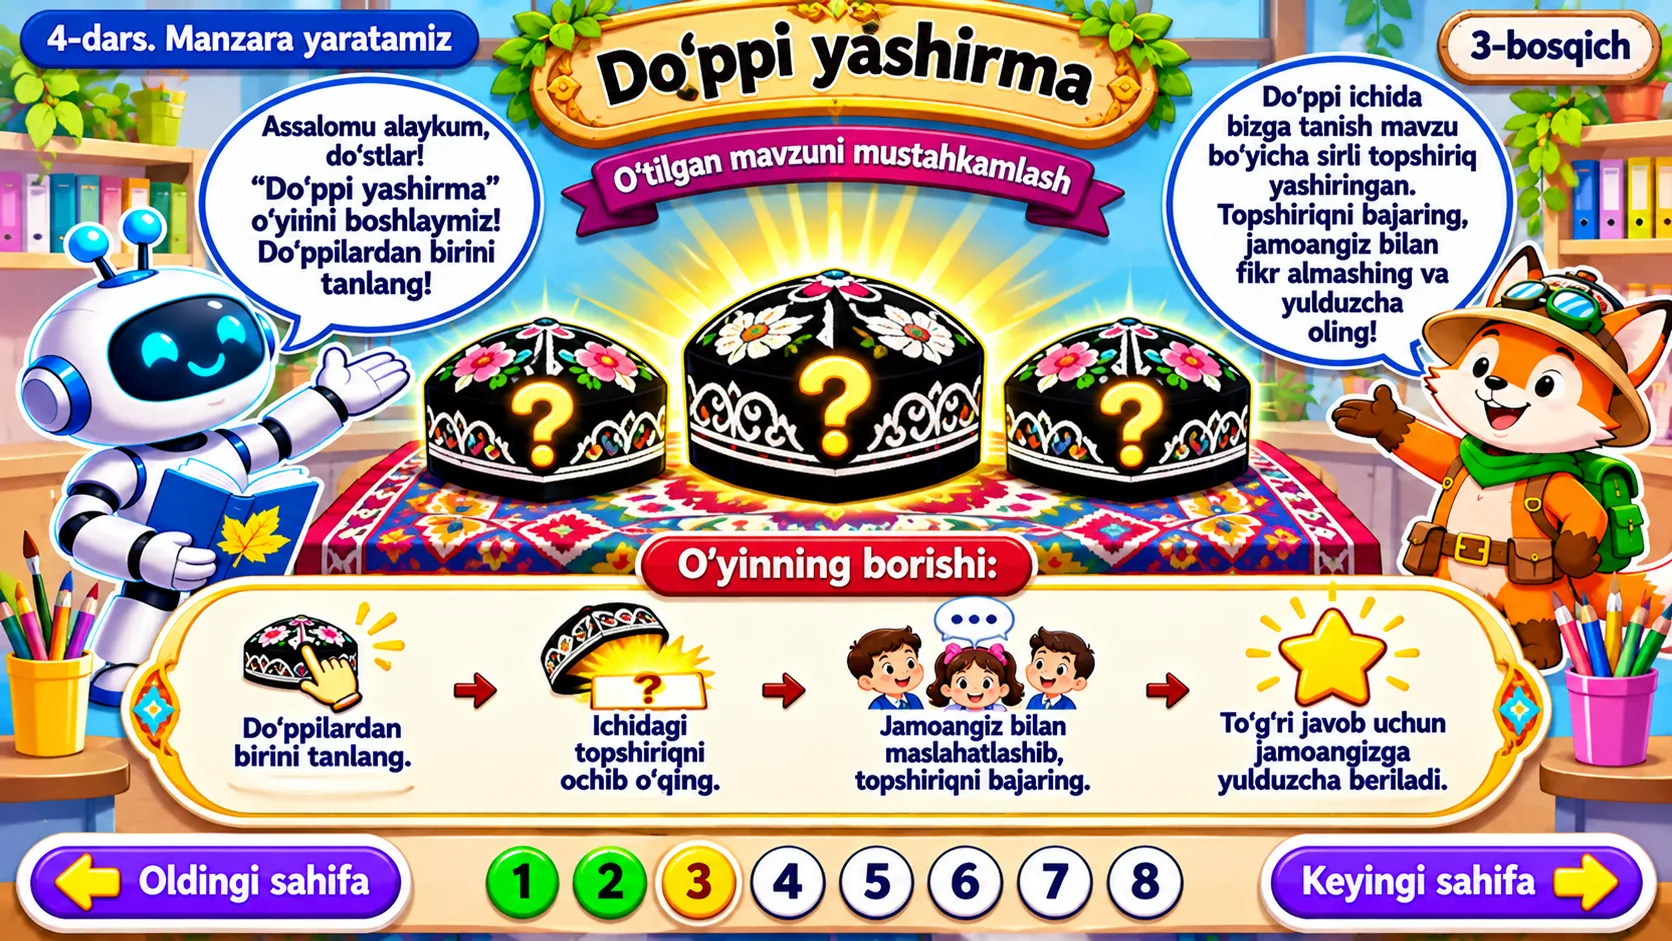 4-dars. Manzara yaratamiz
Do‘ppi yashirma
3-bosqich
O‘tilgan mavzuni mustahkamlash
Assalomu alaykum,
do‘stlar!
“Do‘ppi yashirma”
o‘yinini boshlaymiz!
Do‘ppilardan birini
tanlang!
Do‘ppi ichida
bizga tanish mavzu
bo‘yicha sirli topshiriq
yashiringan.
Topshiriqni bajaring,
jamoangiz bilan
fikr almashing va
yulduzcha
oling!
?
?
?
O‘yinning borishi:
?
Do‘ppilardan
birini tanlang.
Ichidagi
topshiriqni
ochib o‘qing.
Jamoangiz bilan
maslahatlashib,
topshiriqni bajaring.
To‘g‘ri javob uchun
jamoangizga
yulduzcha beriladi.
Oldingi sahifa
1 2 3 4 5 6 7 8
Keyingi sahifa